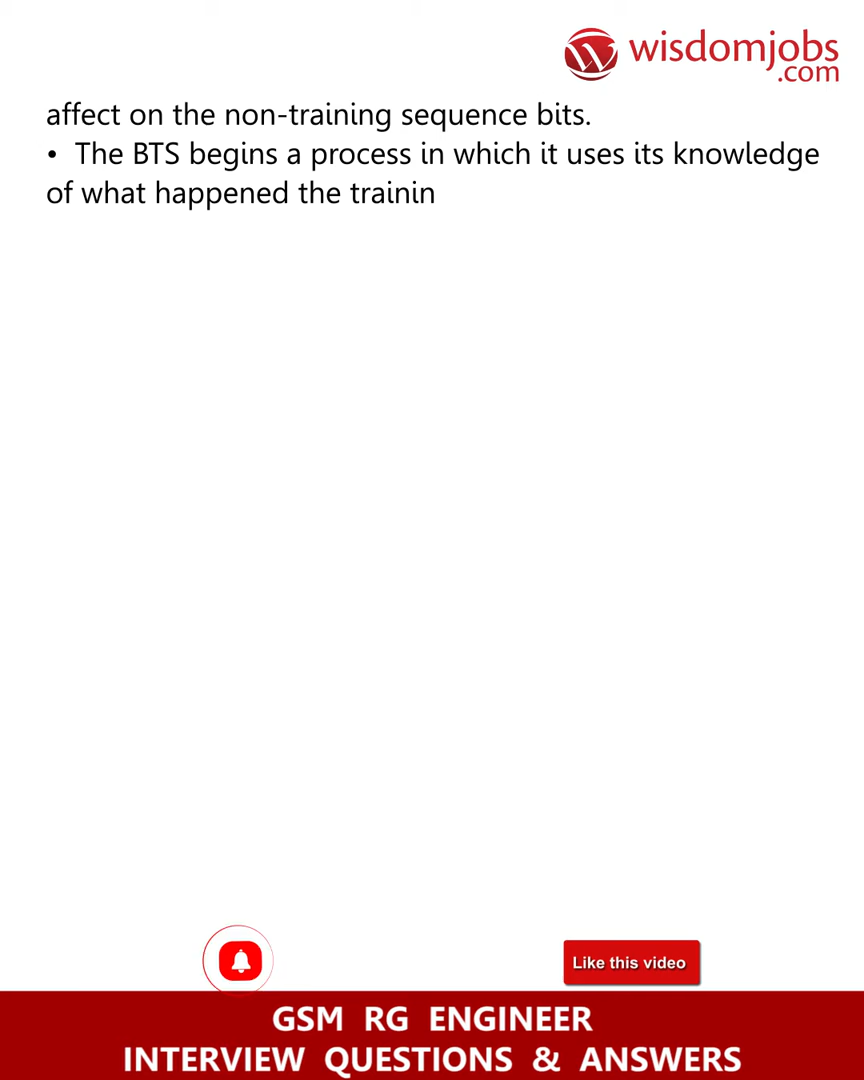 wisdomjobs
.com
affect on the non-training sequence bits.
• The BTS begins a process in which it uses its knowledge
of what happened the trainin
Like this video
GSM RG ENGINEER
INTERVIEW QUESTIONS & ANSWERS